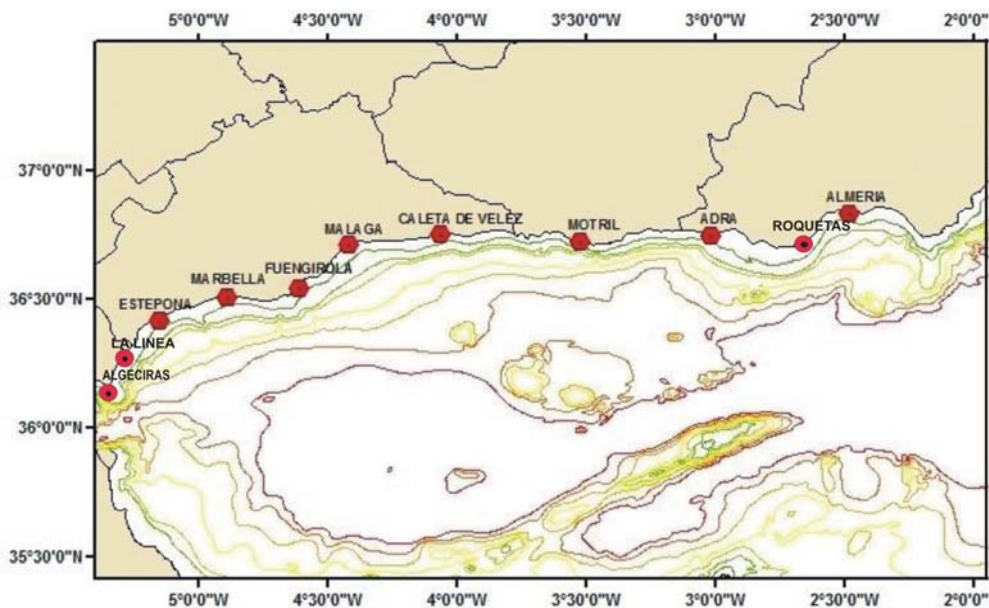 5°0'0"W 4°30'0"W 4°0'0"W 3°30'0"W 3°0'0"W 2°30'0"W 2°0'0"
37°0'0"N
ALMERIA
CALETA DE VELEZ
MALAGA
MOTRIL
ADRA
ROQUETAS
FUENGIROLA
MARBELLA
36°30'0"N
ESTEPONA
LA LINEA
ALGECIRAS
36°0'0"N
35°30'0"N
5°0'0"W 4°30'0"W 4°0'0"W 3°30'0"W 3°0'0"W 2°30'0"W 2°0'0"